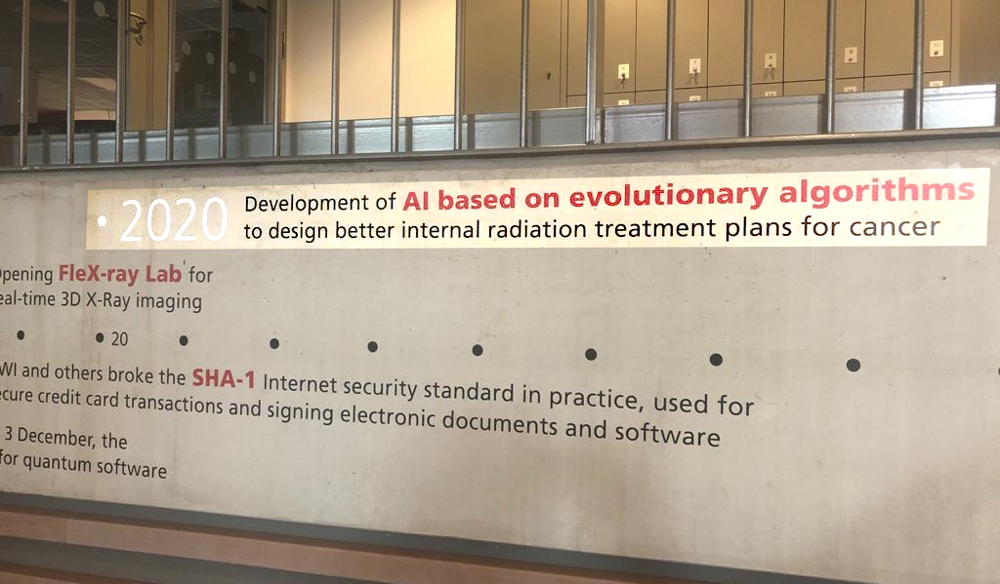 • 2020 Development of AI based on evolutionary algorithms
to design better internal radiation treatment plans for cancer
pening FleX-ray Lab for
eal-time 3D X-Ray imaging
20
WI and others broke the SHA-1 Internet security standard in practice, used for
cure credit card transactions and signing electronic documents and software
3 December, the
for quantum software